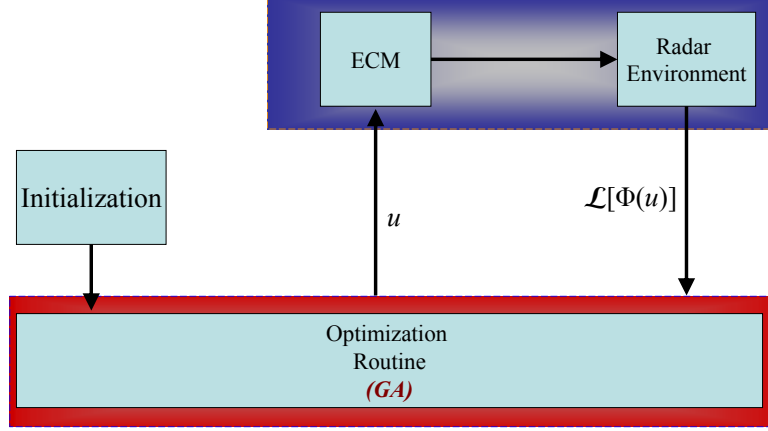 ECM
Radar
Environment
Initialization
u
𝓛[Φ(u)]
Optimization
Routine
(GA)